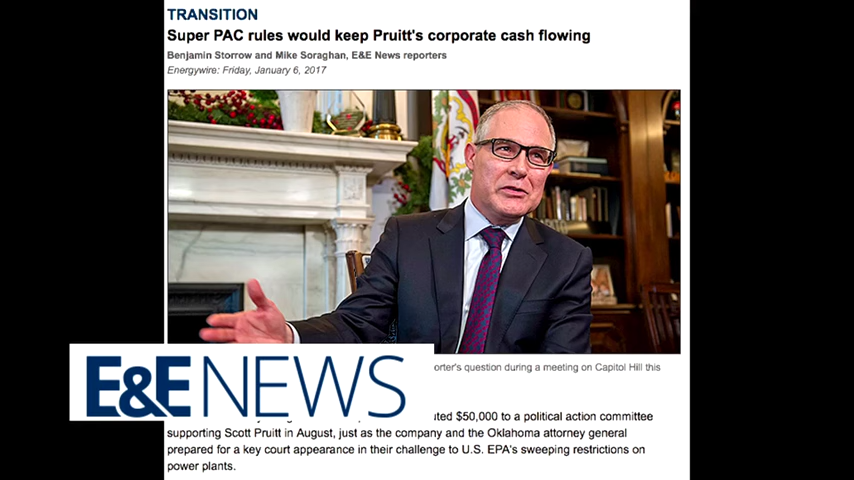 TRANSITION
Super PAC rules would keep Pruitt's corporate cash flowing
Benjamin Storrow and Mike Soraghan, E&E News reporters
Energywire: Friday, January 6, 2017
question during a meeting on Capitol Hill this
E&E NEWS
$50,000 to a political action committee
supporting Scott Pruitt in August, just as the company and the Oklahoma attorney general
prepared for a key court appearance in their challenge to U.S. EPA's sweeping restrictions on
power plants.